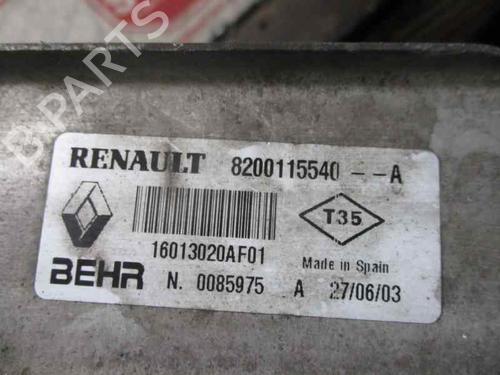 RENAULT 8200115540 - - A
T35
16013020AF01
Made in Spain
BEHR N. 0085975 A 27/06/03
B-PARTS